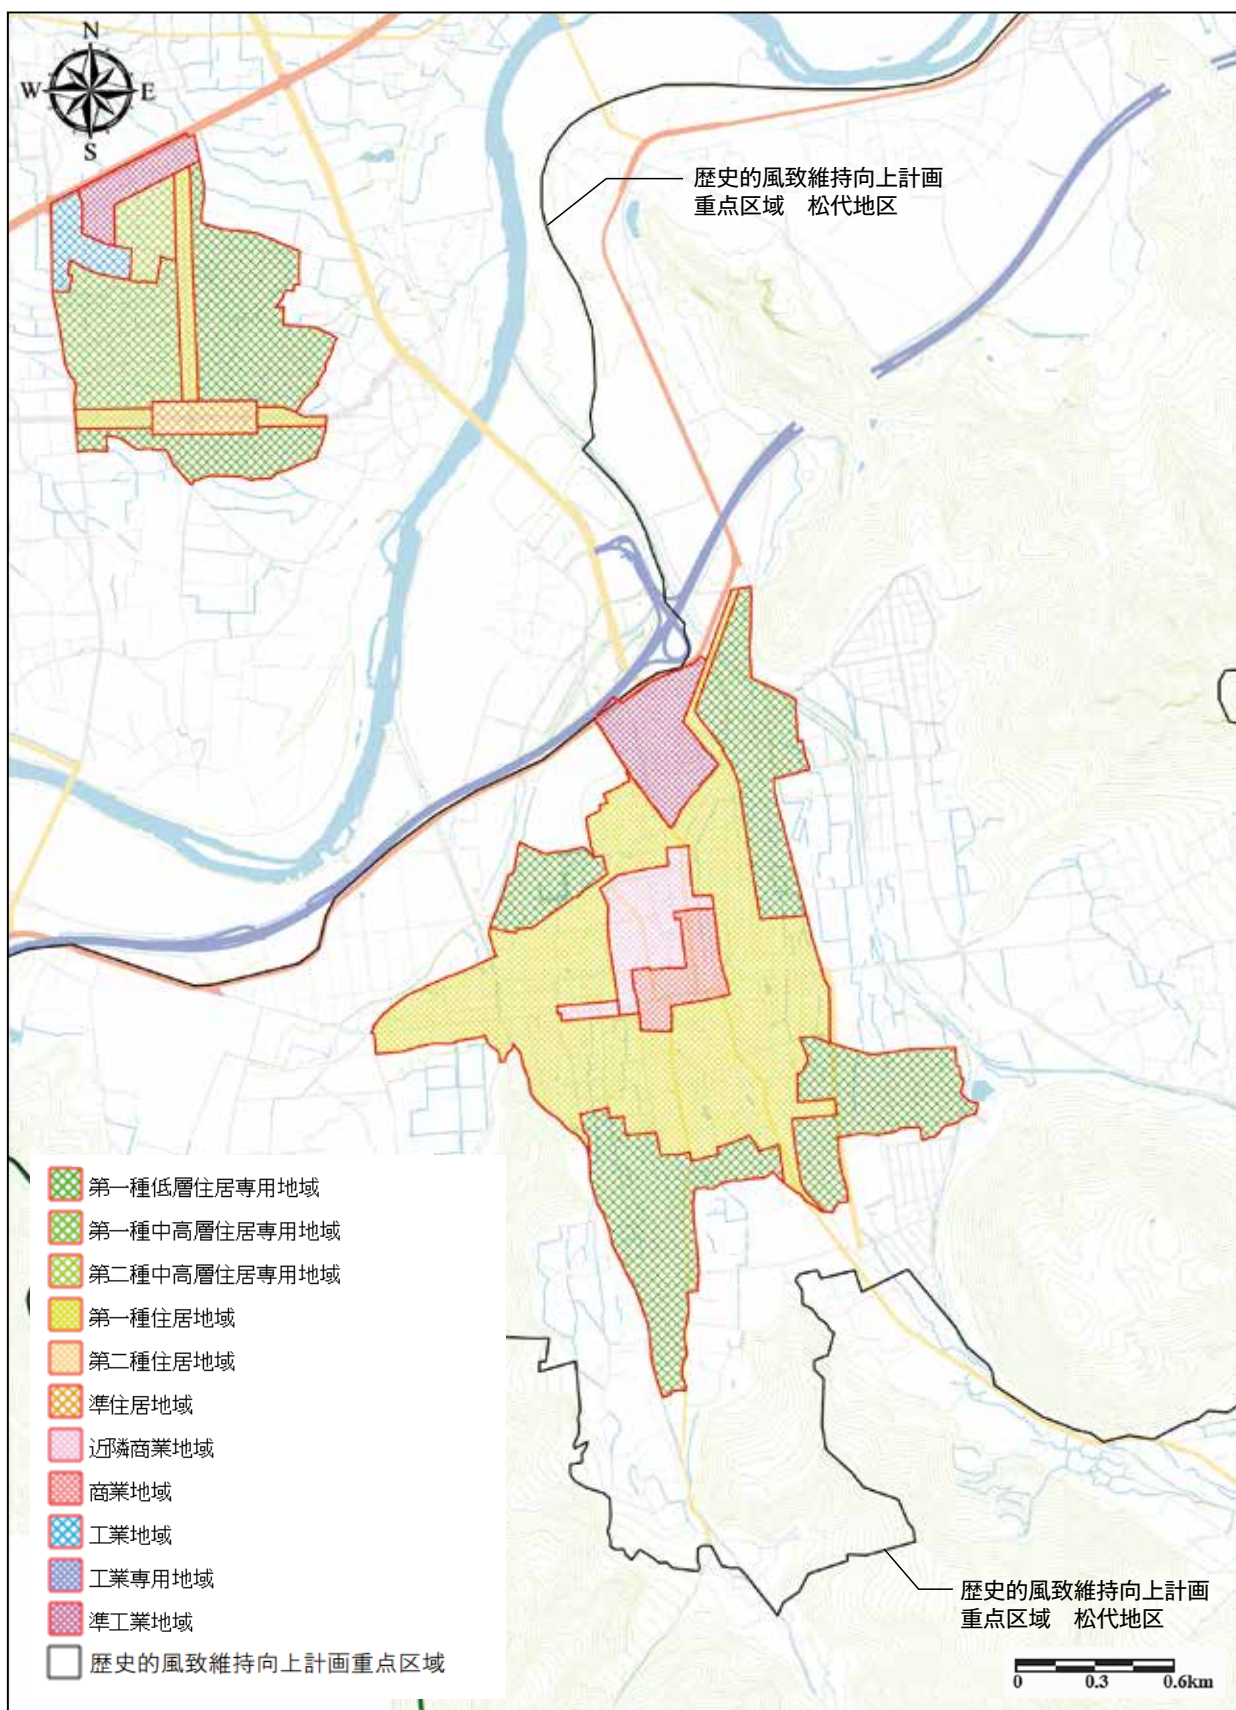 N
W
E
S
歴史的風致維持向上計画
重点区域　松代地区
第一種低層住居専用地域
第一種中高層住居専用地域
第二種中高層住居専用地域
第一種住居地域
第二種住居地域
準住居地域
近隣商業地域
商業地域
工業地域
工業専用地域
準工業地域
歴史的風致維持向上計画重点区域
歴史的風致維持向上計画
重点区域　松代地区
0 0.3 0.6km